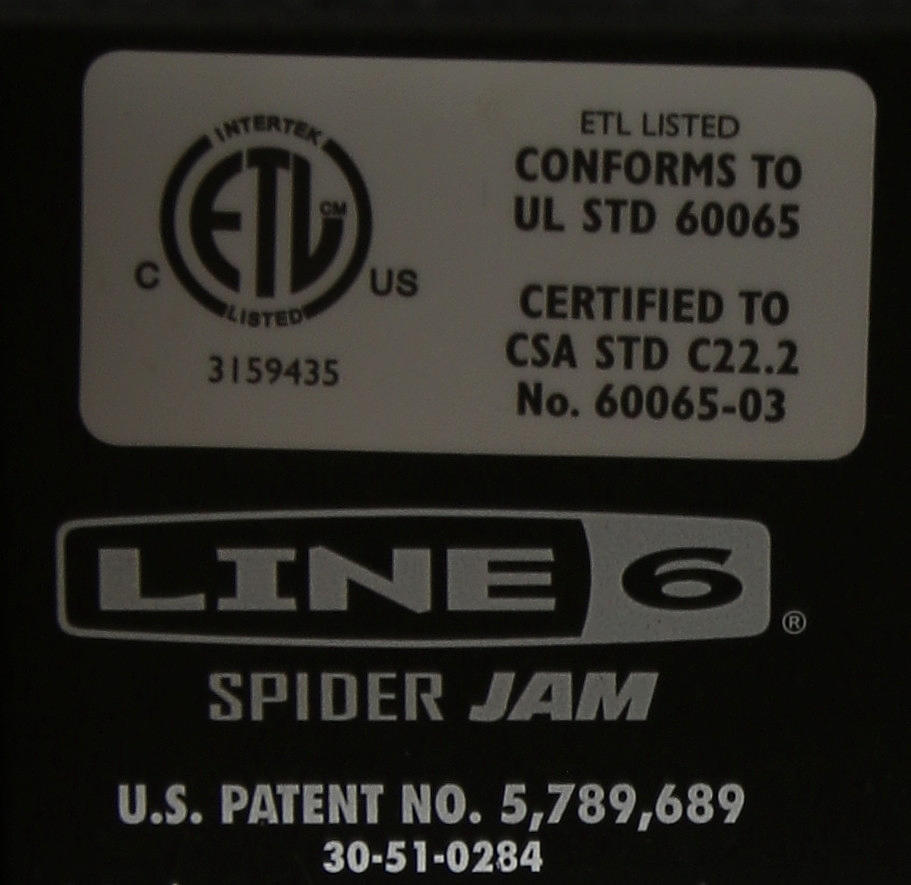 INTERTEK
ETL CM
C US
LISTED
3159435
ETL LISTED
CONFORMS TO
UL STD 60065
CERTIFIED TO
CSA STD C22.2
No. 60065-03
LINE 6 ®
SPIDER JAM
U.S. PATENT NO. 5,789,689
30-51-0284